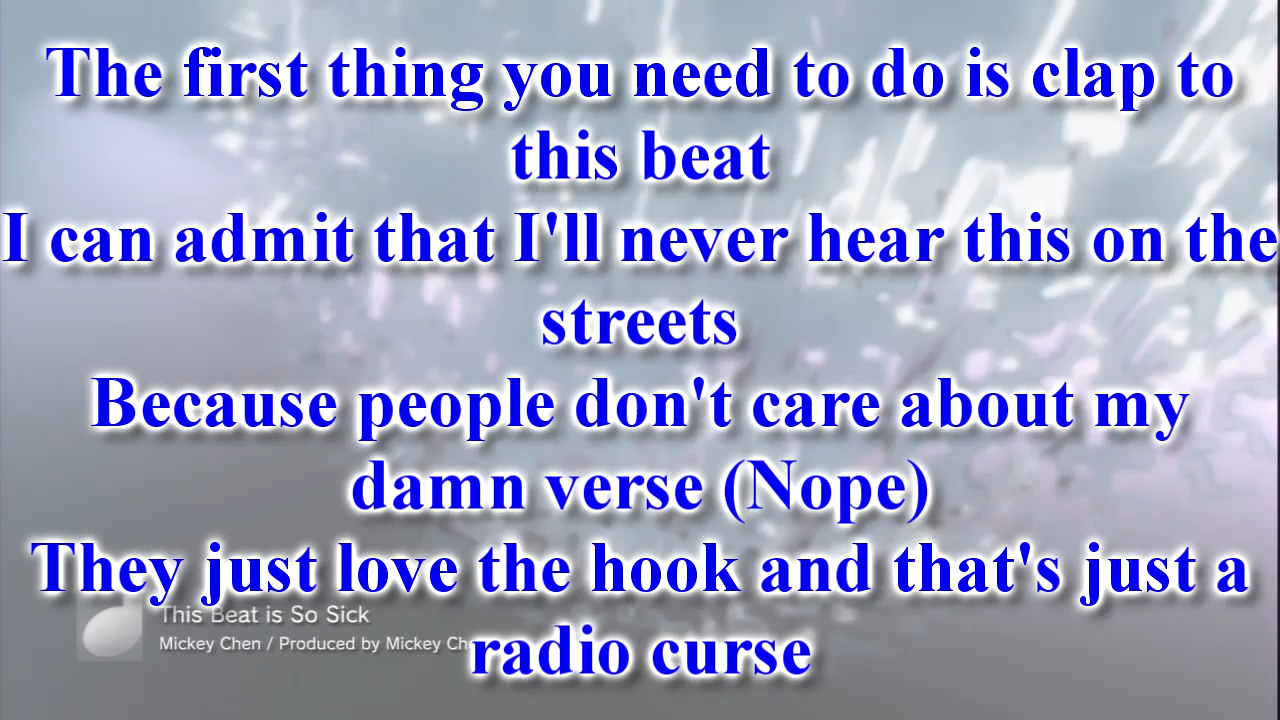 The first thing you need to do is clap to
this beat
I can admit that I'll never hear this on the
streets
Because people don't care about my
damn verse (Nope)
They just love the hook and that's just a
radio curse
This Beat is So Sick
Mickey Chen / Produced by Mickey